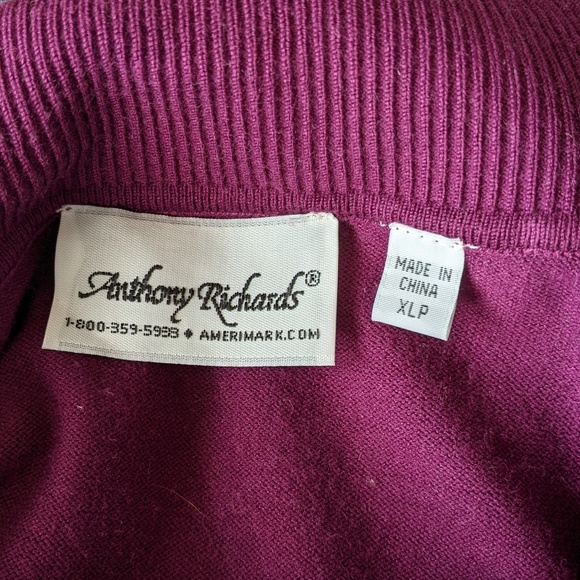 Anthony Richards®
1-800-359-5933 ◆ AMERIMARK.COM
MADE IN
CHINA
XLP